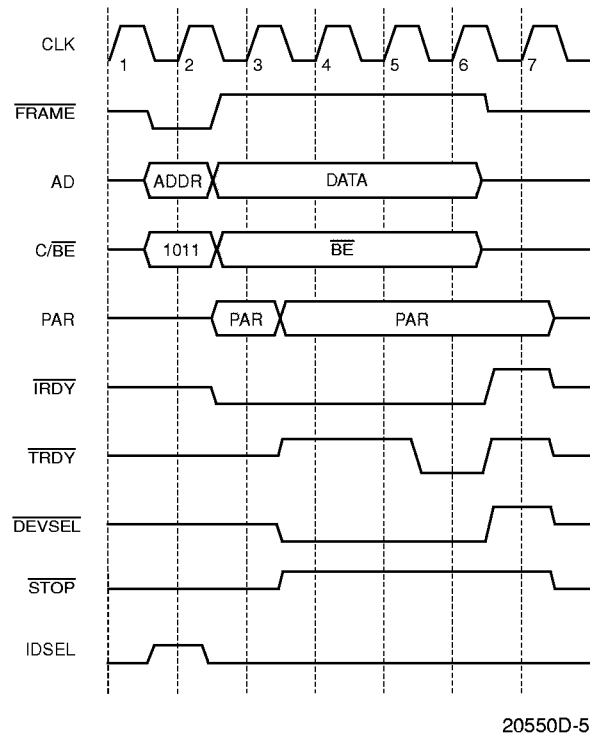 CLK
1 2 3 4 5 6 7
FRAME
AD ADDR DATA
C/BE 1011 BE
PAR PAR PAR
IRDY
TRDY
DEVSEL
STOP
IDSEL
20550D-5